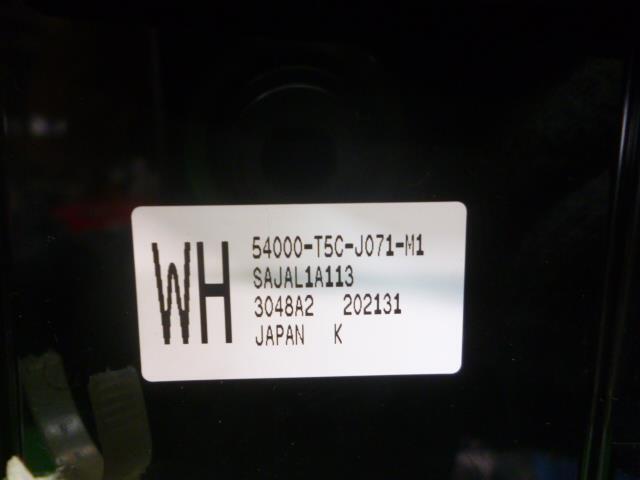 WH
54000-T5C-J071-M1
SAJAL1A113
3048A2 202131
JAPAN K